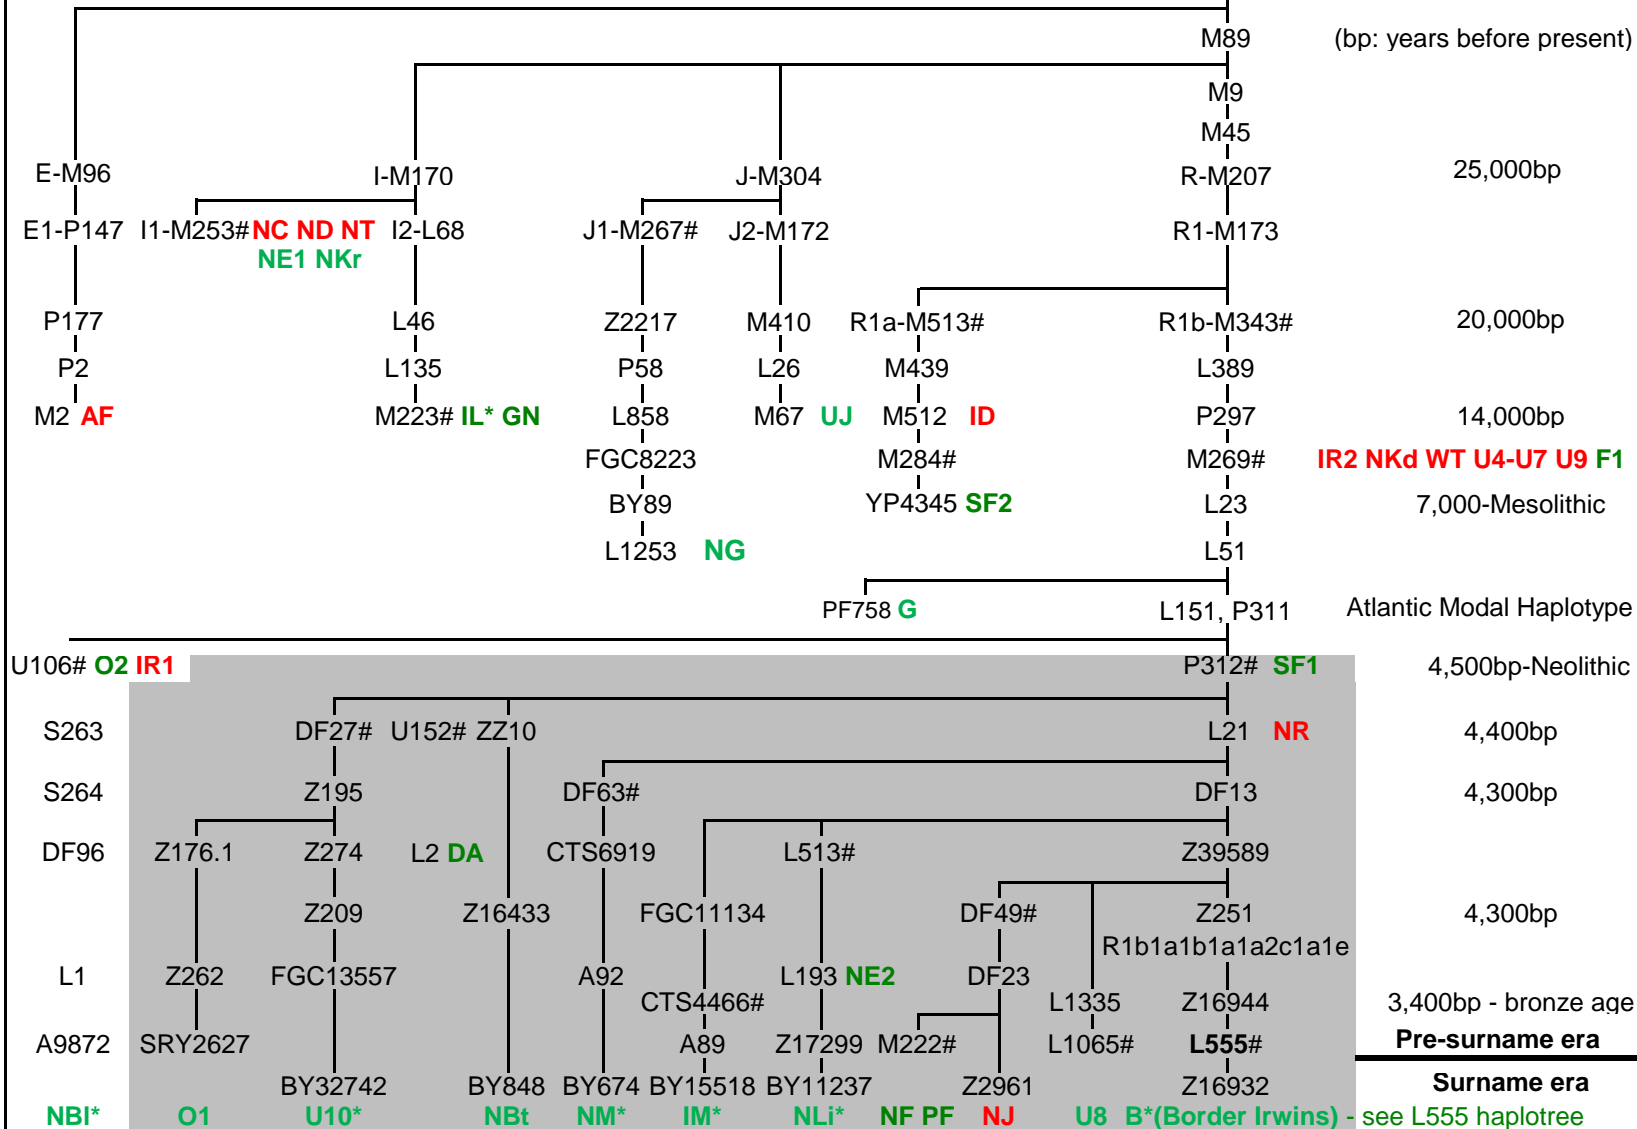 M89 (bp: years before present)
M9
M45
E-M96 I-M170 J-M304 R-M207 25,000bp
E1-P147 I1-M253# NC ND NT I2-L68 J1-M267# J2-M172 R1-M173
NE1 NKr
P177 L46 Z2217 M410 R1a-M513# R1b-M343# 20,000bp
P2 L135 P58 L26 M439 L389
M2 AF M223# IL* GN L858 M67 UJ M512 ID P297 14,000bp
FGC8223 M284# M269# IR2 NKd WT U4-U7 U9 F1
BY89 YP4345 SF2 L23 7,000-Mesolithic
L1253 NG L51
PF758 G L151, P311 Atlantic Modal Haplotype
U106# O2 IR1 P312# SF1 4,500bp-Neolithic
S263 DF27# U152# ZZ10 L21 NR 4,400bp
S264 Z195 DF63# DF13 4,300bp
DF96 Z176.1 Z274 L2 DA CTS6919 L513# Z39589
Z209 Z16433 FGC11134 DF49# Z251 4,300bp
R1b1a1b1a1a2c1a1e
L1 Z262 FGC13557 A92 L193 NE2 DF23
CTS4466# L1335 Z16944 3,400bp - bronze age
A9872 SRY2627 A89 Z17299 M222# L1065# L555# Pre-surname era
BY32742 BY848 BY674 BY15518 BY11237 Z2961 Z16932 Surname era
NBI* O1 U10* NBt NM* IM* NLi* NF PF NJ U8 B*(Border Irwins) - see L555 haplotree